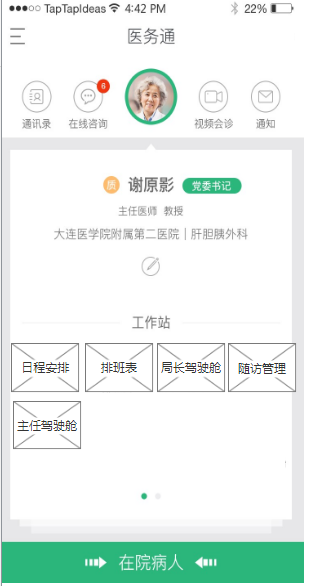 TapTapIdeas 4:42 PM 22%
医务通
6
通讯录 在线咨询 视频会诊 通知
谢原影 党委书记
主任医师 教授
大连医学院附属第二医院 | 肝胆胰外科
工作站
日程安排 排班表 局长驾驶舱 随访管理
主任驾驶舱
在院病人